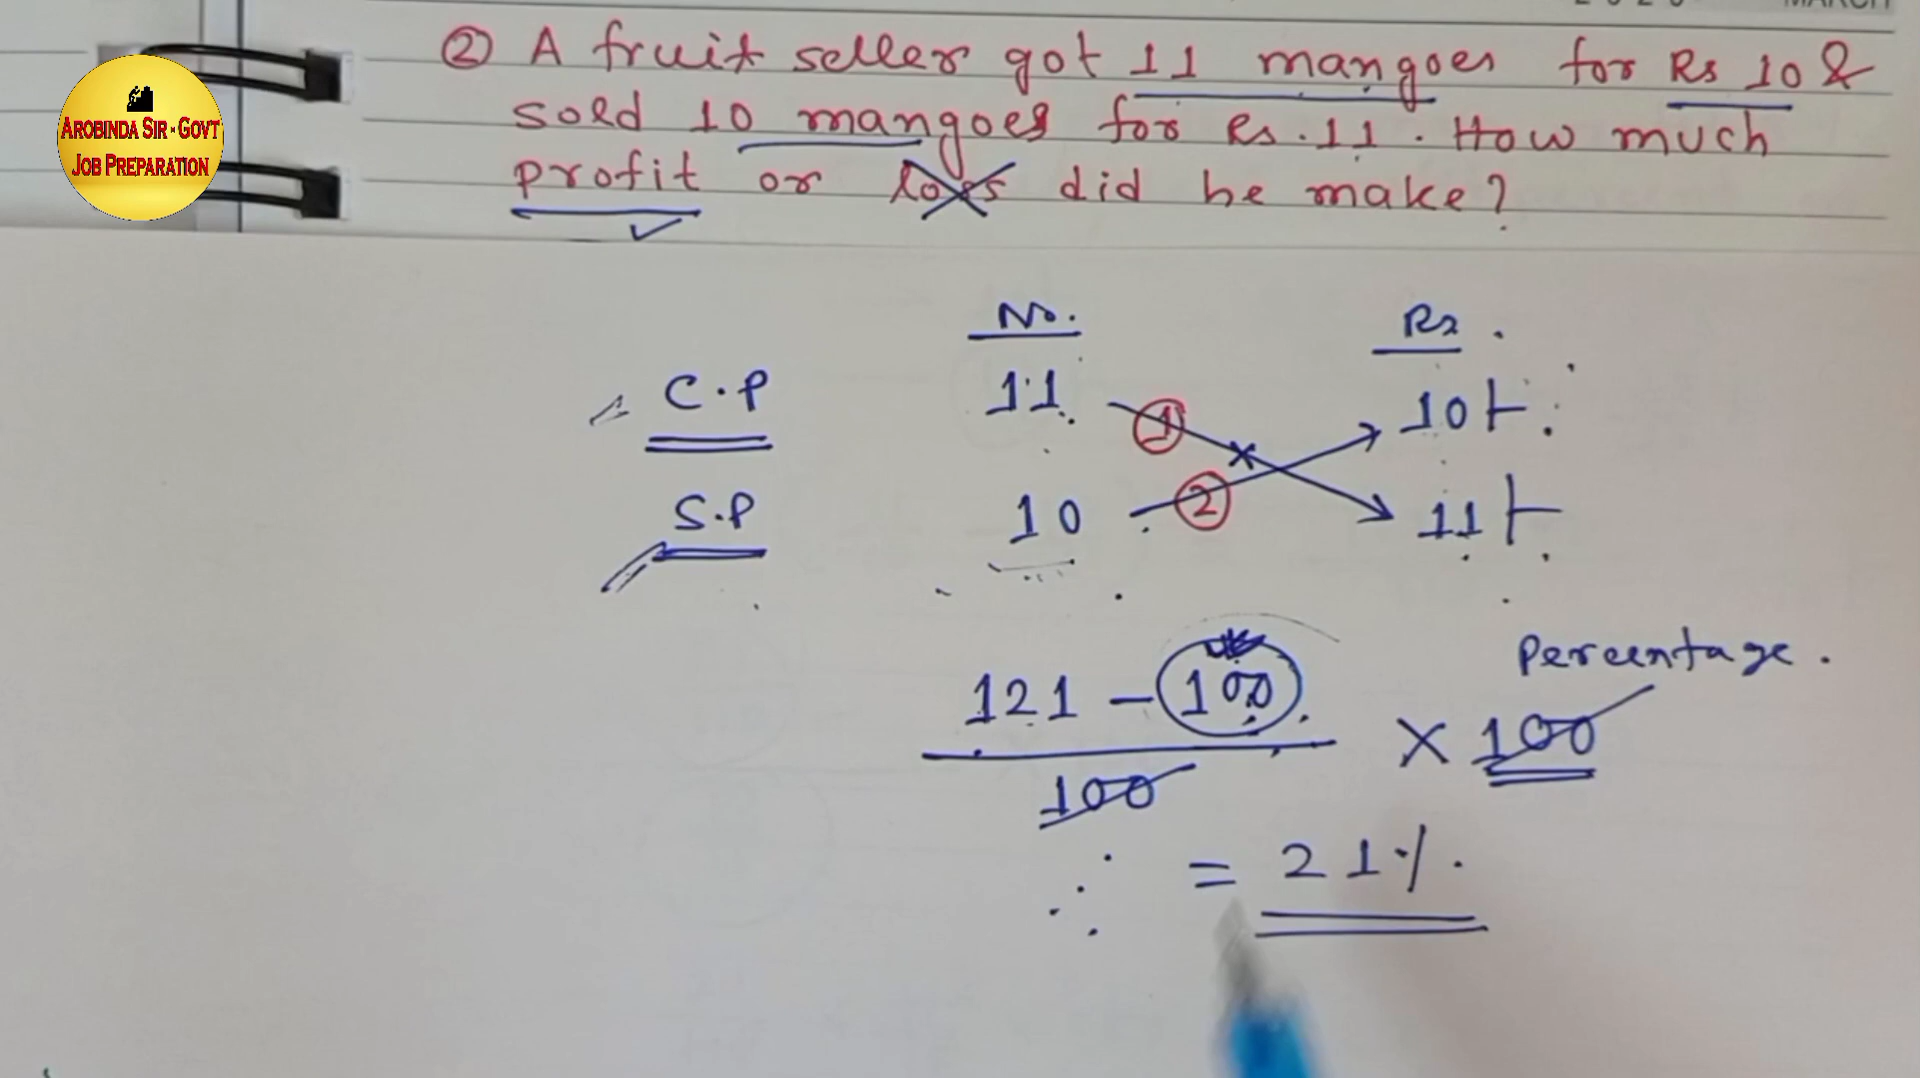 ② A fruit seller got 11 mangoes for Rs 10 &
sold 10 mangoes for Rs. 11. How much
profit or loss did he make?
AROBINDA SIR - GOVT
JOB PREPARATION
No. Rs.
C.P 11 ① 10/-
S.P 10 ② 11/-
Percentage.
121 - 100 × 100
100
= 21%.